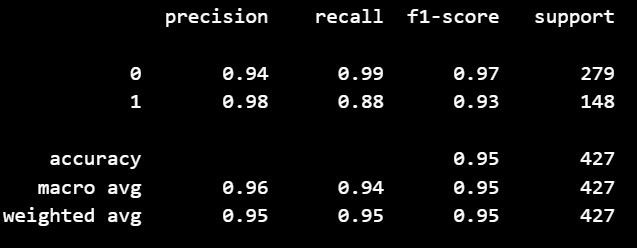 precision recall f1-score support
0 0.94 0.99 0.97 279
1 0.98 0.88 0.93 148
accuracy 0.95 427
macro avg 0.96 0.94 0.95 427
weighted avg 0.95 0.95 0.95 427